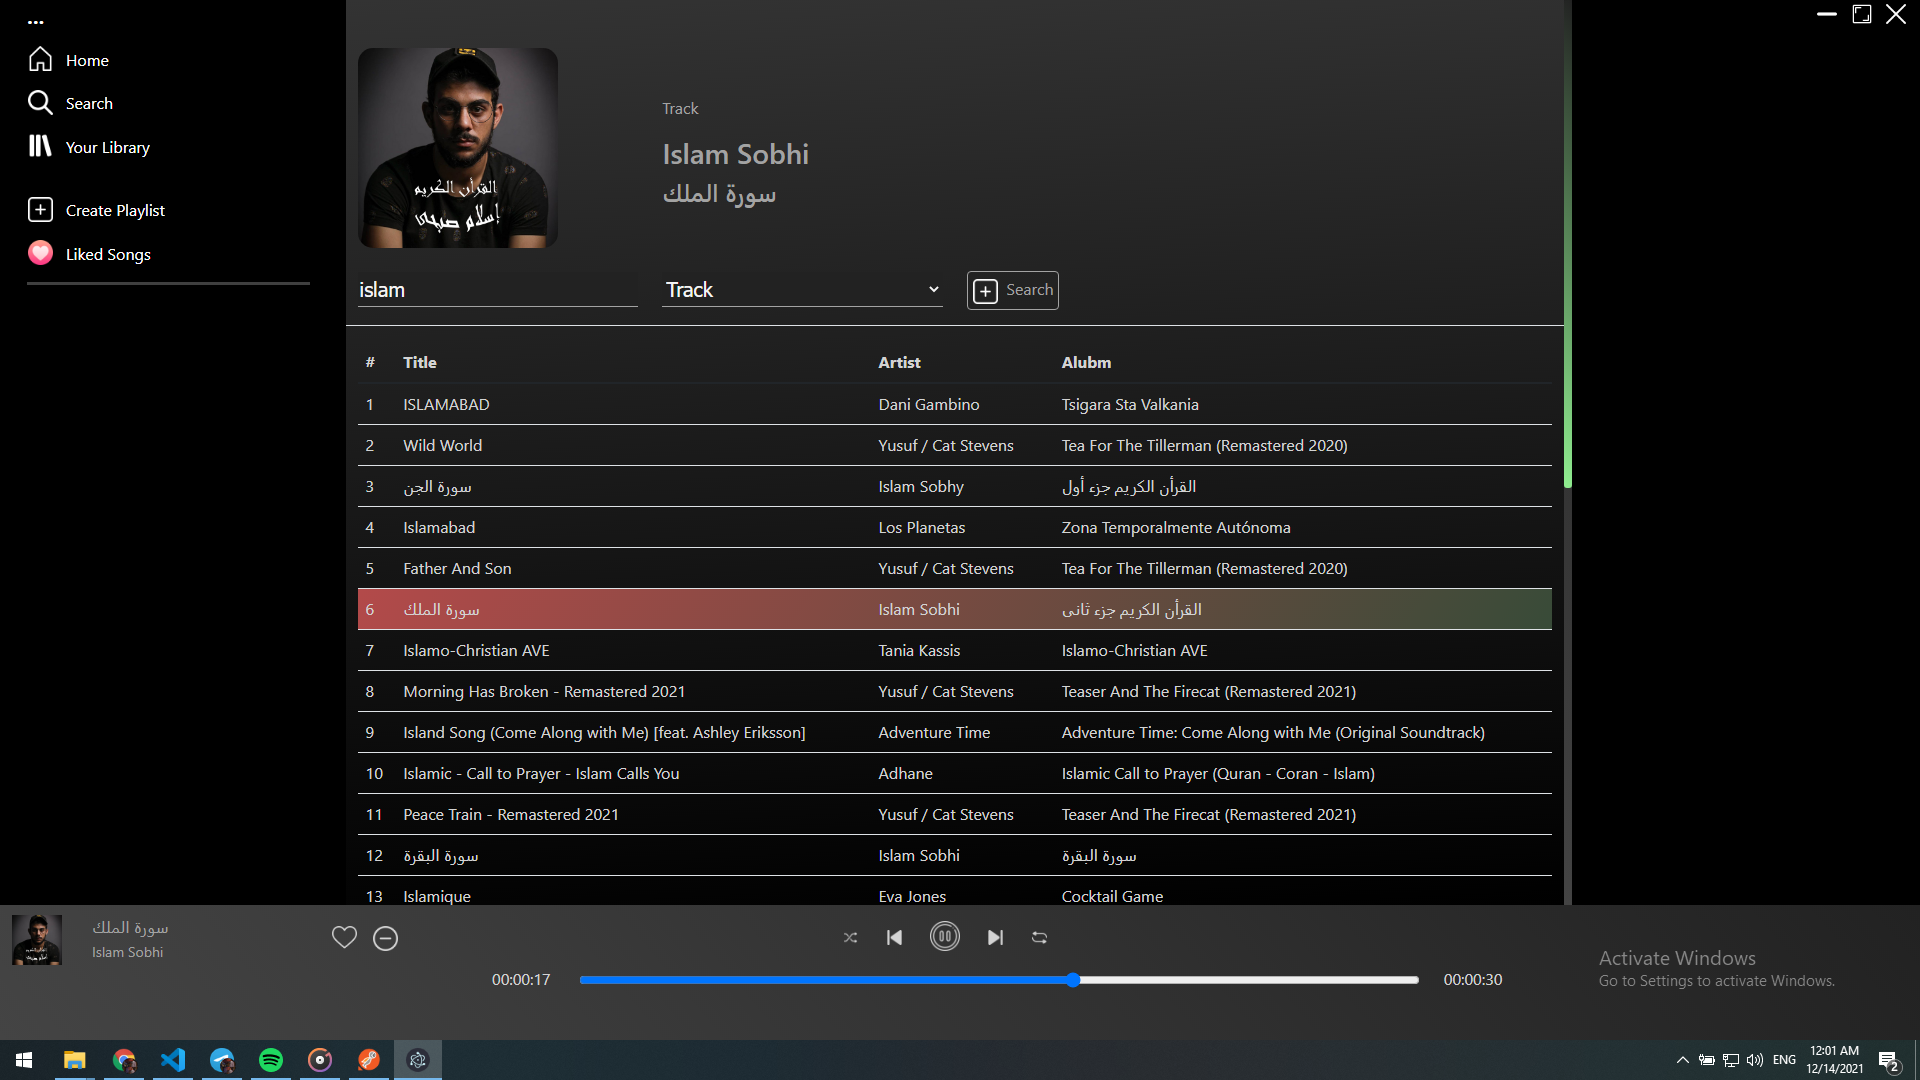 ...
Home
Search
Your Library
Create Playlist
Liked Songs
القرأن الكريم
إسلام صبحى
Track
Islam Sobhi
سورة الملك
islam
Track
Search
# Title Artist Alubm
1 ISLAMABAD Dani Gambino Tsigara Sta Valkania
2 Wild World Yusuf / Cat Stevens Tea For The Tillerman (Remastered 2020)
3 سورة الجن Islam Sobhy القرأن الكريم جزء أول
4 Islamabad Los Planetas Zona Temporalmente Autónoma
5 Father And Son Yusuf / Cat Stevens Tea For The Tillerman (Remastered 2020)
6 سورة الملك Islam Sobhi القرأن الكريم جزء ثانى
7 Islamo-Christian AVE Tania Kassis Islamo-Christian AVE
8 Morning Has Broken - Remastered 2021 Yusuf / Cat Stevens Teaser And The Firecat (Remastered 2021)
9 Island Song (Come Along with Me) [feat. Ashley Eriksson] Adventure Time Adventure Time: Come Along with Me (Original Soundtrack)
10 Islamic - Call to Prayer - Islam Calls You Adhane Islamic Call to Prayer (Quran - Coran - Islam)
11 Peace Train - Remastered 2021 Yusuf / Cat Stevens Teaser And The Firecat (Remastered 2021)
12 سورة البقرة Islam Sobhi سورة البقرة
13 Islamique Eva Jones Cocktail Game
سورة الملك
Islam Sobhi
00:00:17
00:00:30
Activate Windows
Go to Settings to activate Windows.
ENG
12:01 AM
12/14/2021
2